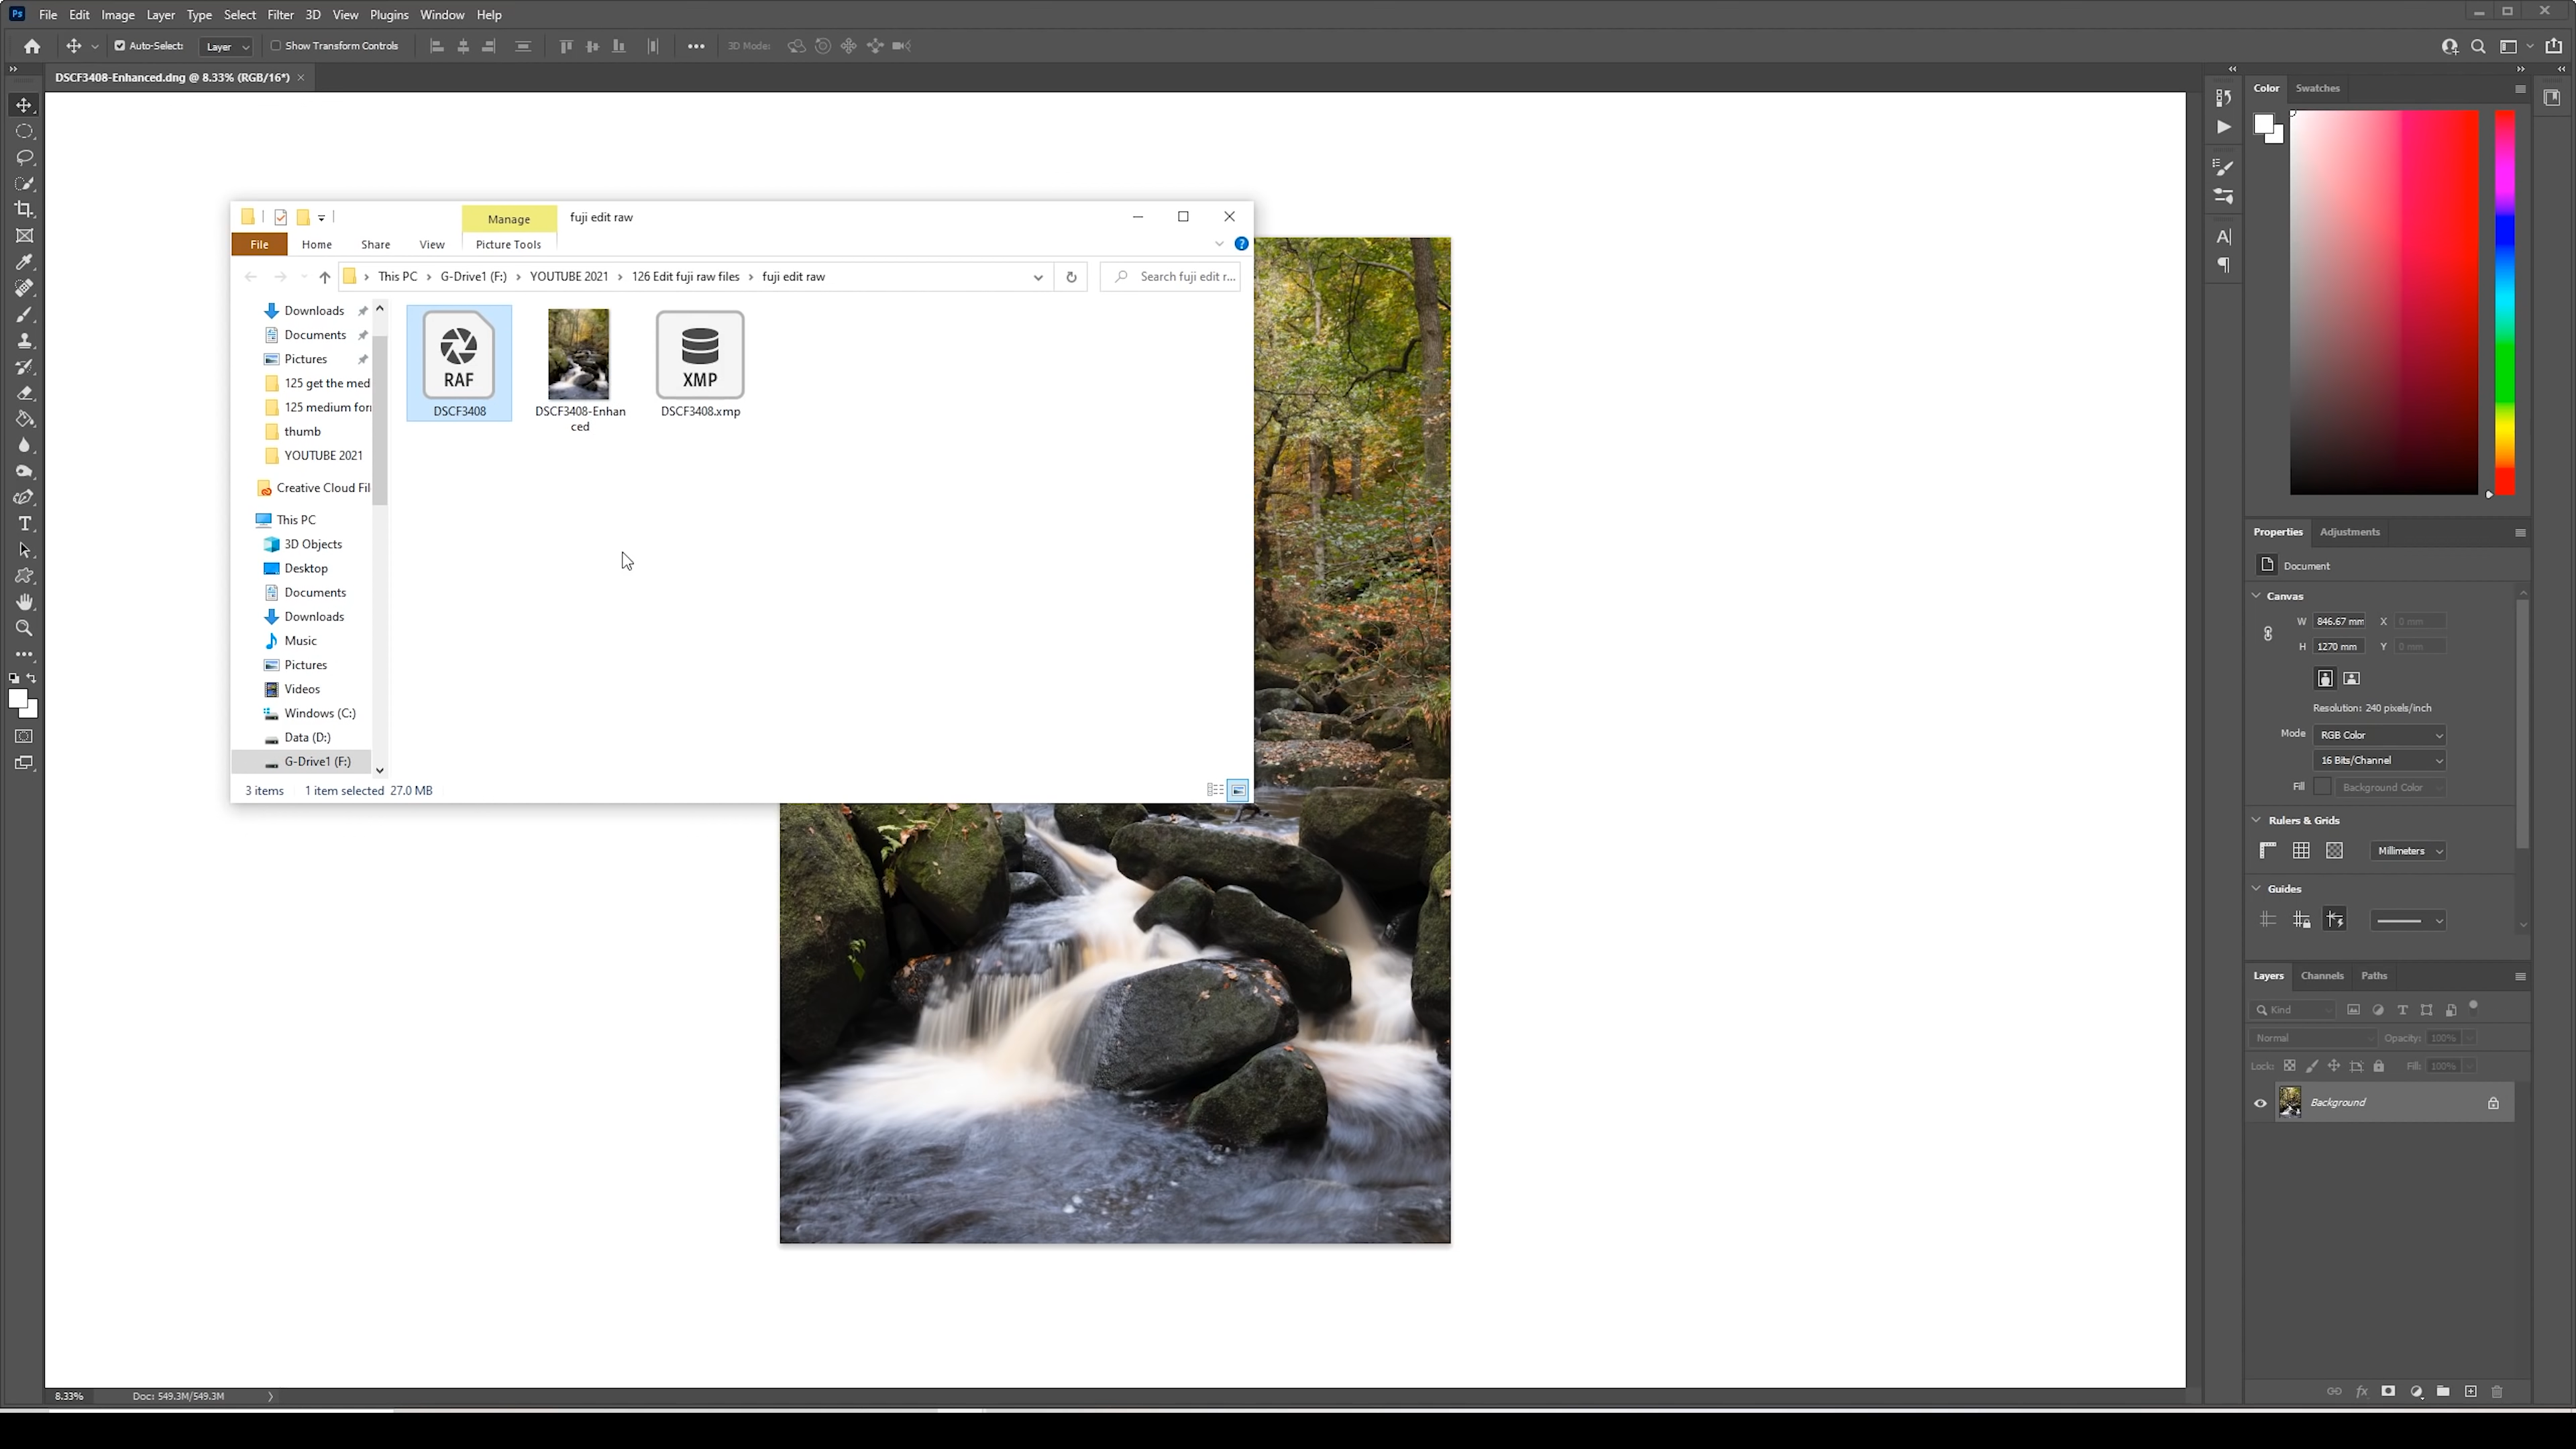 Ps File Edit Image Layer Type Select Filter 3D View Plugins Window Help
Auto-Select: Layer Show Transform Controls 3D Mode:
DSCF3408-Enhanced.dng @ 8.33% (RGB/16*)
Manage fuji edit raw
File Home Share View Picture Tools
This PC G-Drive1 (F:) YOUTUBE 2021 126 Edit fuji raw files fuji edit raw
Search fuji edit r...
Downloads
Documents
Pictures
125 get the med
125 medium for
thumb
YOUTUBE 2021
Creative Cloud Fil
This PC
3D Objects
Desktop
Documents
Downloads
Music
Pictures
Videos
Windows (C:)
Data (D:)
G-Drive1 (F:)
RAF
DSCF3408
DSCF3408-Enhan
ced
XMP
DSCF3408.xmp
3 items 1 item selected 27.0 MB
8.33% Doc: 549.3M/549.3M
Color Swatches
Properties Adjustments
Document
Canvas
W 846.67 mm X 0 mm
H 1270 mm Y 0 mm
Resolution: 240 pixels/inch
Mode RGB Color
16 Bits/Channel
Fill Background Color
Rulers & Grids
Millimeters
Guides
Layers Channels Paths
Kind
Normal Opacity: 100%
Lock: Fill: 100%
Background